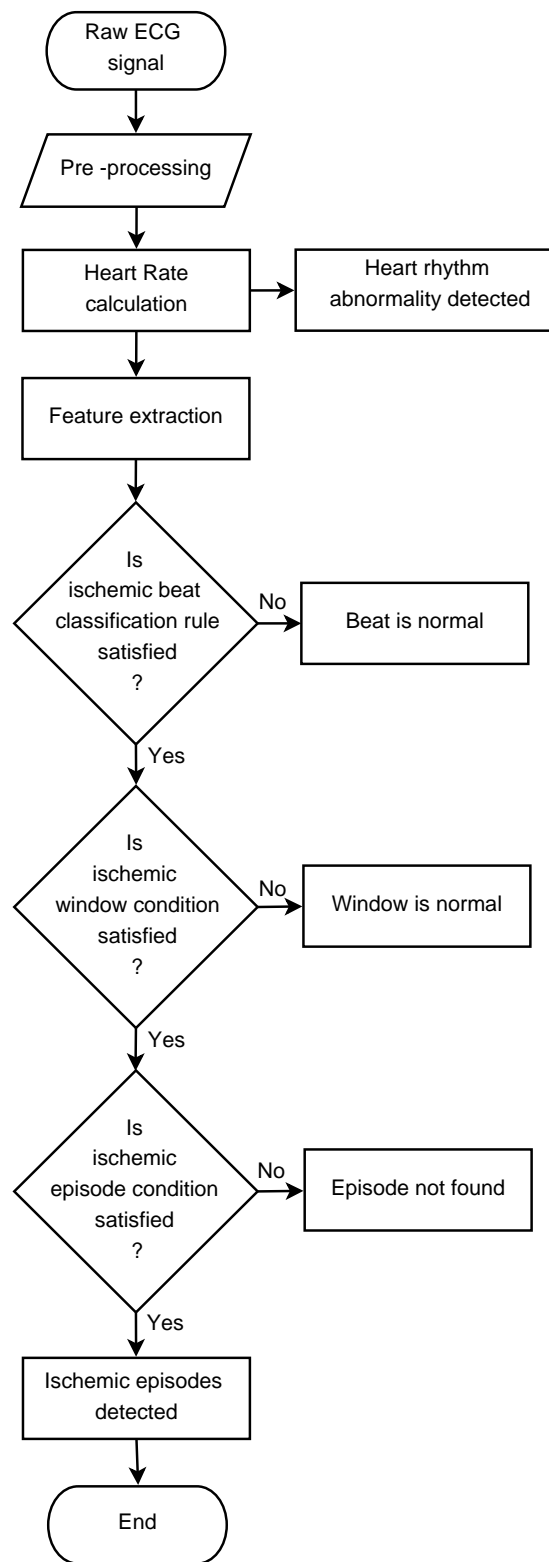 Raw ECG
signal
Pre -processing
Heart Rate
calculation
Heart rhythm
abnormality detected
Feature extraction
Is
ischemic beat
classification rule
satisfied
?
No
Beat is normal
Yes
Is
ischemic
window condition
satisfied
?
No
Window is normal
Yes
Is
ischemic
episode condition
satisfied
?
No
Episode not found
Yes
Ischemic episodes
detected
End